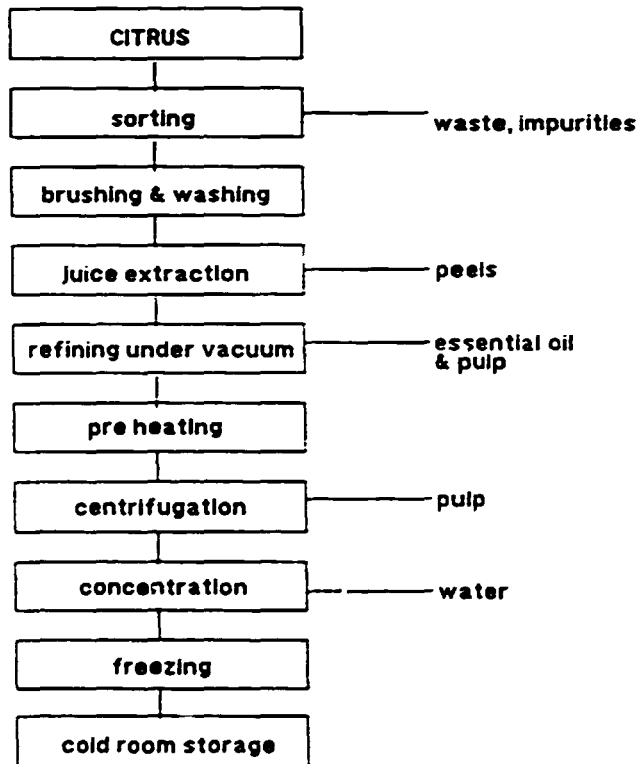 CITRUS
sorting
waste, impurities
brushing & washing
juice extraction
peels
refining under vacuum
essential oil
& pulp
pre heating
centrifugation
pulp
concentration
water
freezing
cold room storage